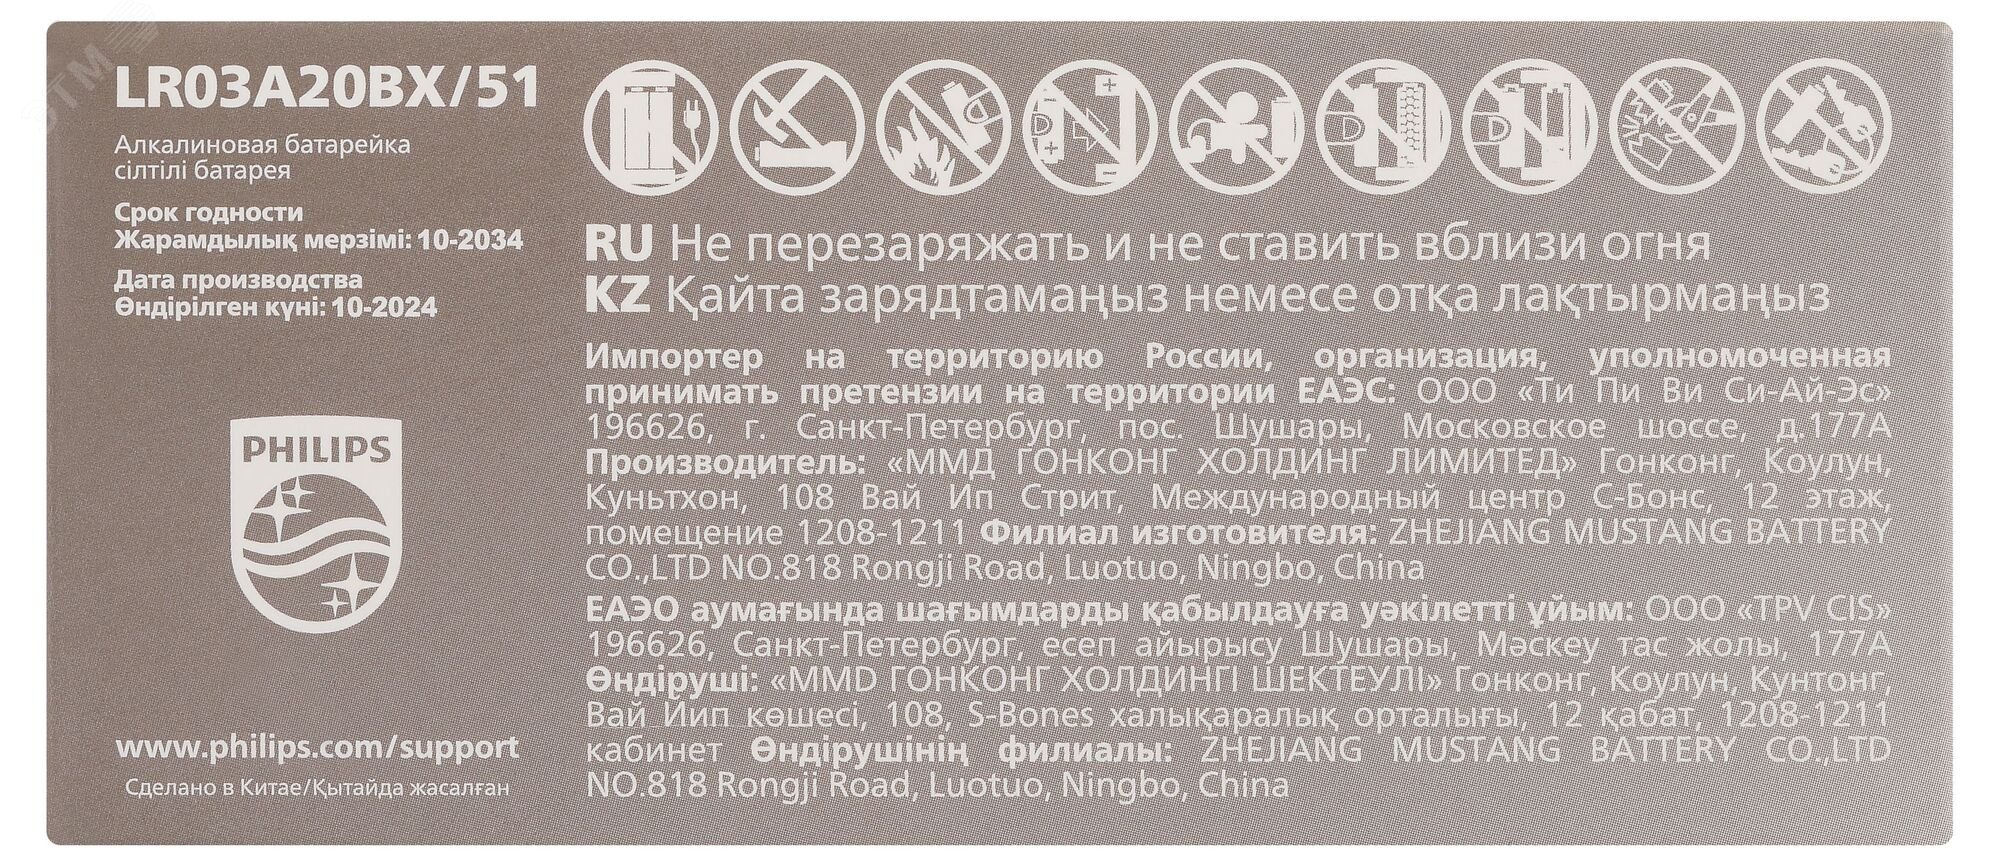 ЭТМ
LR03A20BX/51
Алкалиновая батарейка
сілтілі батарея
Срок годности
Жарамдылық мерзімі: 10-2034
Дата производства
Өндірілген күні: 10-2024
PHILIPS
www.philips.com/support
Сделано в Китае/Қытайда жасалған
RU Не перезаряжать и не ставить вблизи огня
KZ Қайта зарядтамаңыз немесе отқа лақтырмаңыз
Импортер на территорию России, организация, уполномоченная
принимать претензии на территории ЕАЭС: ООО «Ти Пи Ви Си-Ай-Эс»
196626, г. Санкт-Петербург, пос. Шушары, Московское шоссе, д.177А
Производитель: «ММД ГОНКОНГ ХОЛДИНГ ЛИМИТЕД» Гонконг, Коулун,
Куньтхон, 108 Вай Ип Стрит, Международный центр С-Бонс, 12 этаж,
помещение 1208-1211 Филиал изготовителя: ZHEJIANG MUSTANG BATTERY
CO.,LTD NO.818 Rongji Road, Luotuo, Ningbo, China
ЕАЭО аумағында шағымдарды қабылдауға уәкілетті ұйым: ООО «TPV CIS»
196626, Санкт-Петербург, есеп айырысу Шушары, Мәскеу тас жолы, 177А
Өндіруші: «MMD ГОНКОНГ ХОЛДИНГІ ШЕКТЕУЛІ» Гонконг, Коулун, Кунтонг,
Вай Йип көшесі, 108, S-Bones халықаралық орталығы, 12 қабат, 1208-1211
кабинет Өндірушінің филиалы: ZHEJIANG MUSTANG BATTERY CO.,LTD
NO.818 Rongji Road, Luotuo, Ningbo, China